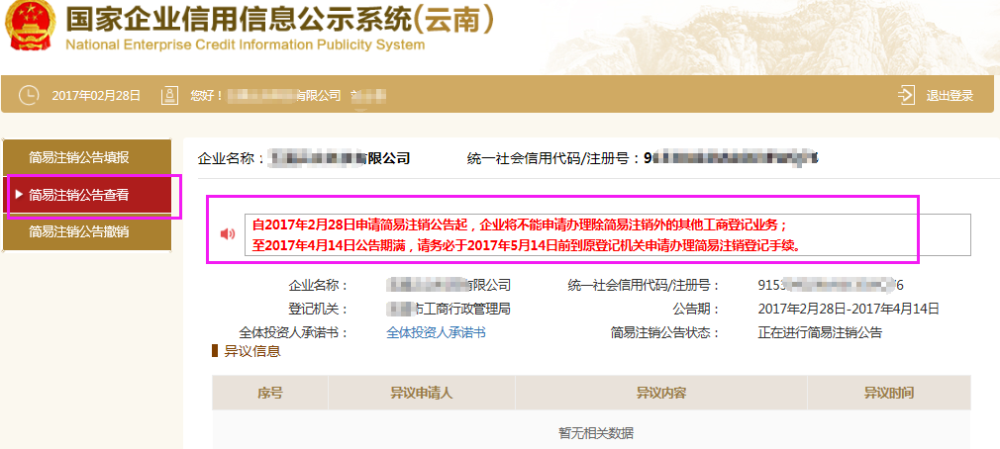 国家企业信用信息公示系统(云南)
National Enterprise Credit Information Publicity System
2017年02月28日 您好！ 有限公司 退出登录
简易注销公告填报
简易注销公告查看
简易注销公告撤销
企业名称： 有限公司 统一社会信用代码/注册号：9
自2017年2月28日申请简易注销公告起，企业将不能申请办理除简易注销外的其他工商登记业务；
至2017年4月14日公告期满，请务必于2017年5月14日前到原登记机关申请办理简易注销登记手续。
企业名称： 有限公司 统一社会信用代码/注册号： 915 6
登记机关： 市工商行政管理局 公告期： 2017年2月28日-2017年4月14日
全体投资人承诺书： 全体投资人承诺书 简易注销公告状态： 正在进行简易注销公告
异议信息
序号 异议申请人 异议内容 异议时间
暂无相关数据